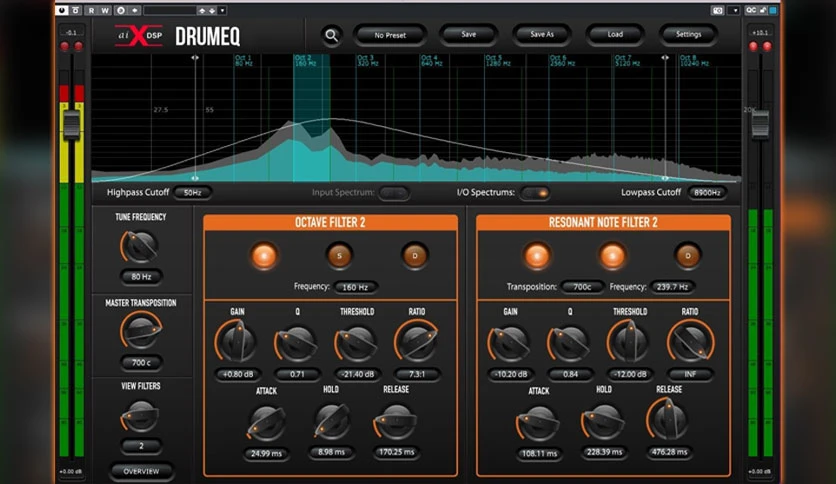 R W QC
-0.1 aiXDSP DRUMEQ No Preset Save Save As Load Settings +10.1
Oct 1 Oct 2 Oct 3 Oct 4 Oct 5 Oct 6 Oct 7 Oct 8
80 Hz 160 Hz 320 Hz 640 Hz 1280 Hz 2560 Hz 5120 Hz 10240 Hz
27.5 55 20K
Highpass Cutoff 50Hz Input Spectrum: I/O Spectrums: Lowpass Cutoff 8900Hz
TUNE FREQUENCY
80 Hz
MASTER TRANSPOSITION
700 c
VIEW FILTERS
2
OVERVIEW
OCTAVE FILTER 2
S D
Frequency: 160 Hz
GAIN Q THRESHOLD RATIO
+0.80 dB 0.71 -21.40 dB 7.3:1
ATTACK HOLD RELEASE
24.99 ms 8.98 ms 170.25 ms
RESONANT NOTE FILTER 2
D
Transposition: 700c Frequency: 239.7 Hz
GAIN Q THRESHOLD RATIO
-10.20 dB 0.84 -12.00 dB INF
ATTACK HOLD RELEASE
108.11 ms 228.39 ms 476.28 ms
+0.00 dB +0.00 dB